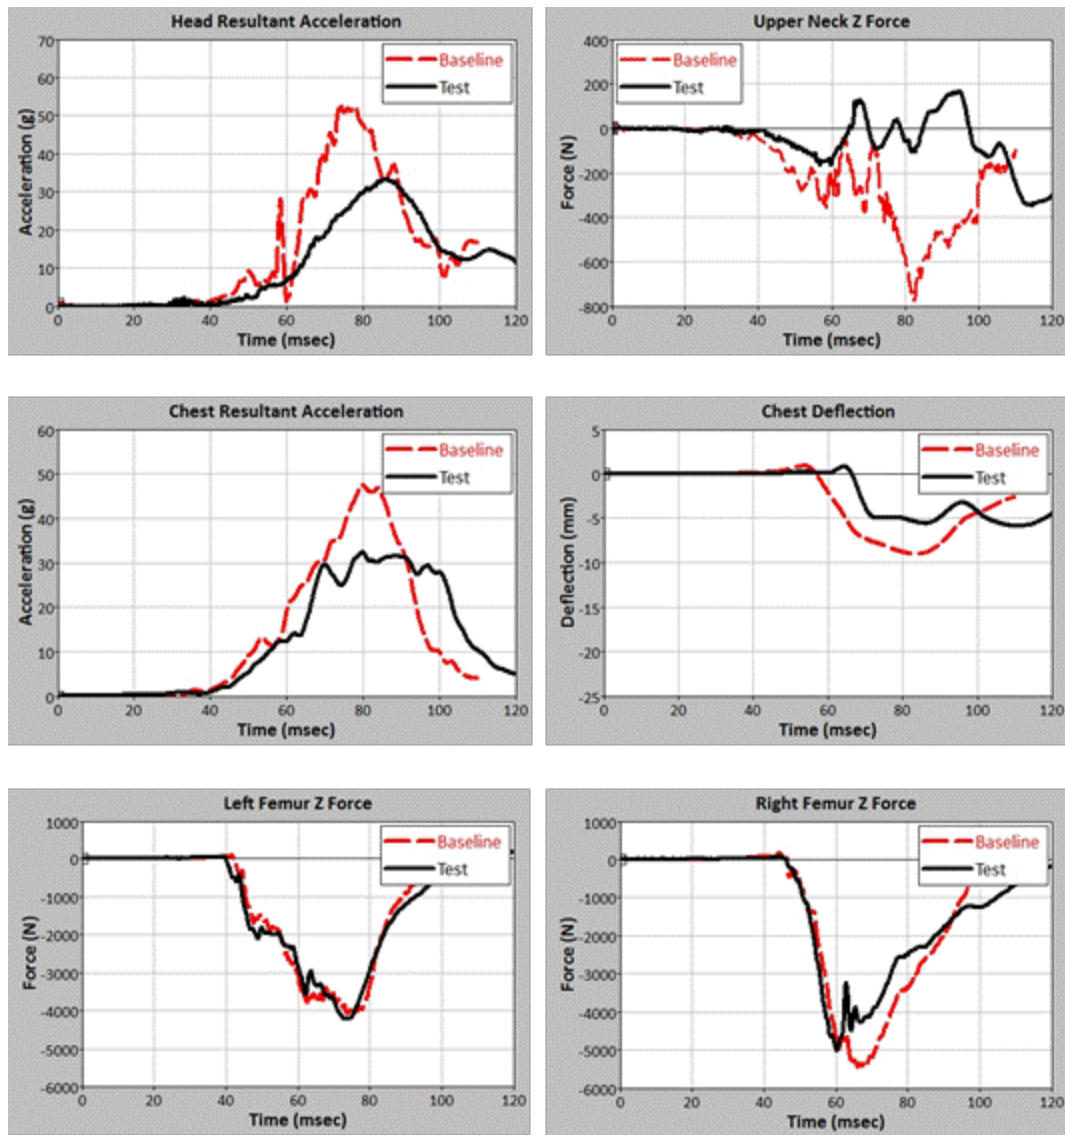 Head Resultant Acceleration
70
60
50
40
30
20
10
0
Acceleration (g)
Baseline
Test
0 20 40 60 80 100 120
Time (msec)
Upper Neck Z Force
400
200
0
-200
-400
-600
-800
Force (N)
Baseline
Test
0 20 40 60 80 100 120
Time (msec)
Chest Resultant Acceleration
60
50
40
30
20
10
0
Acceleration (g)
Baseline
Test
0 20 40 60 80 100 120
Time (msec)
Chest Deflection
5
0
-5
-10
-15
-20
-25
Deflection (mm)
Baseline
Test
0 20 40 60 80 100 120
Time (msec)
Left Femur Z Force
1000
0
-1000
-2000
-3000
-4000
-5000
-6000
Force (N)
Baseline
Test
0 20 40 60 80 100 120
Time (msec)
Right Femur Z Force
1000
0
-1000
-2000
-3000
-4000
-5000
-6000
Force (N)
Baseline
Test
0 20 40 60 80 100 120
Time (msec)